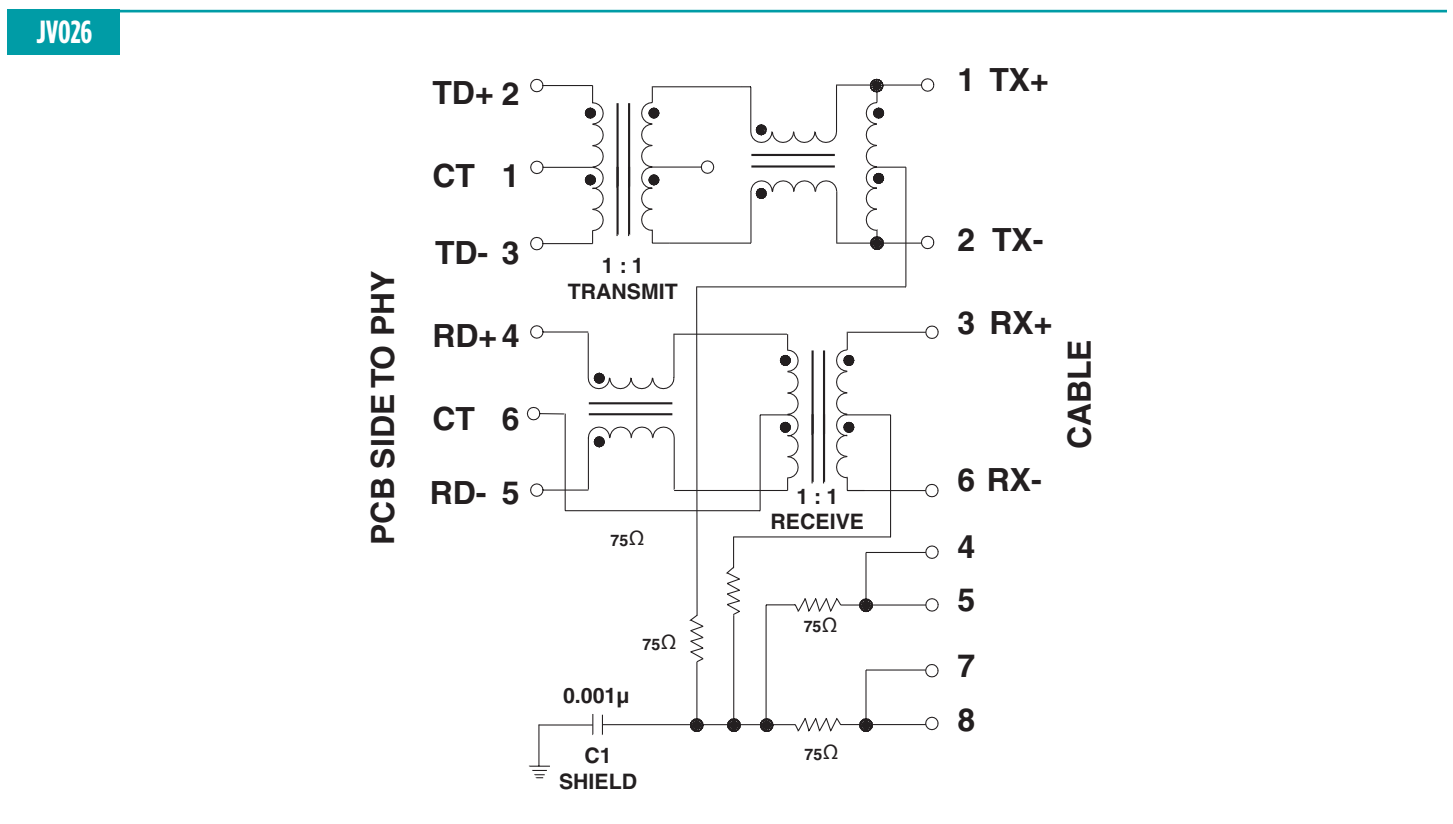 JV026
TD+ 2
1 TX+
CT 1
TD- 3
2 TX-
1 : 1
TRANSMIT
PCB SIDE TO PHY
RD+ 4
3 RX+
CABLE
CT 6
RD- 5
6 RX-
1 : 1
RECEIVE
75Ω
4
5
75Ω
75Ω
7
0.001µ
8
75Ω
C1
SHIELD